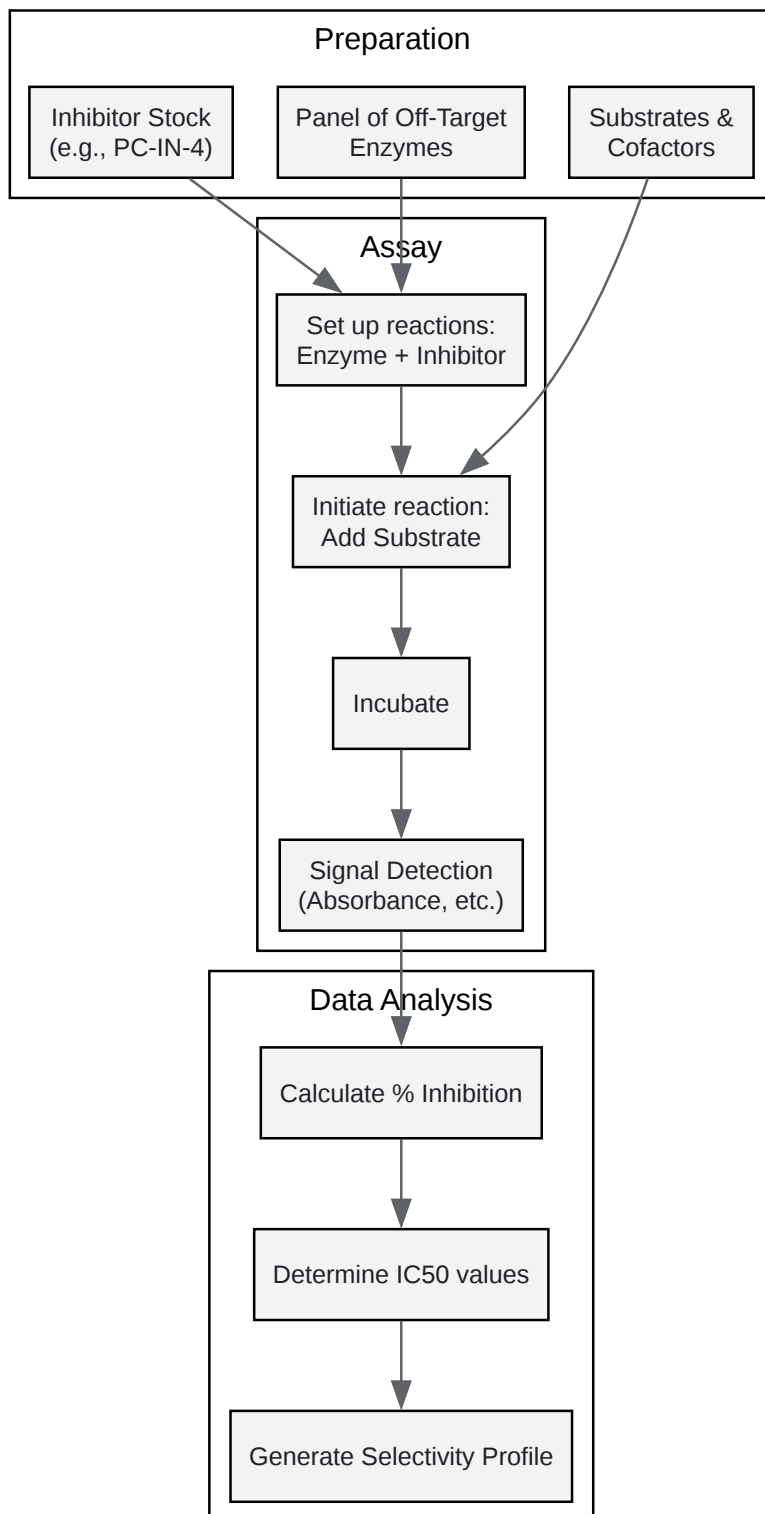 Preparation
Inhibitor Stock
(e.g., PC-IN-4)
Panel of Off-Target
Enzymes
Substrates &
Cofactors
Assay
Set up reactions:
Enzyme + Inhibitor
Initiate reaction:
Add Substrate
Incubate
Signal Detection
(Absorbance, etc.)
Data Analysis
Calculate % Inhibition
Determine IC50 values
Generate Selectivity Profile